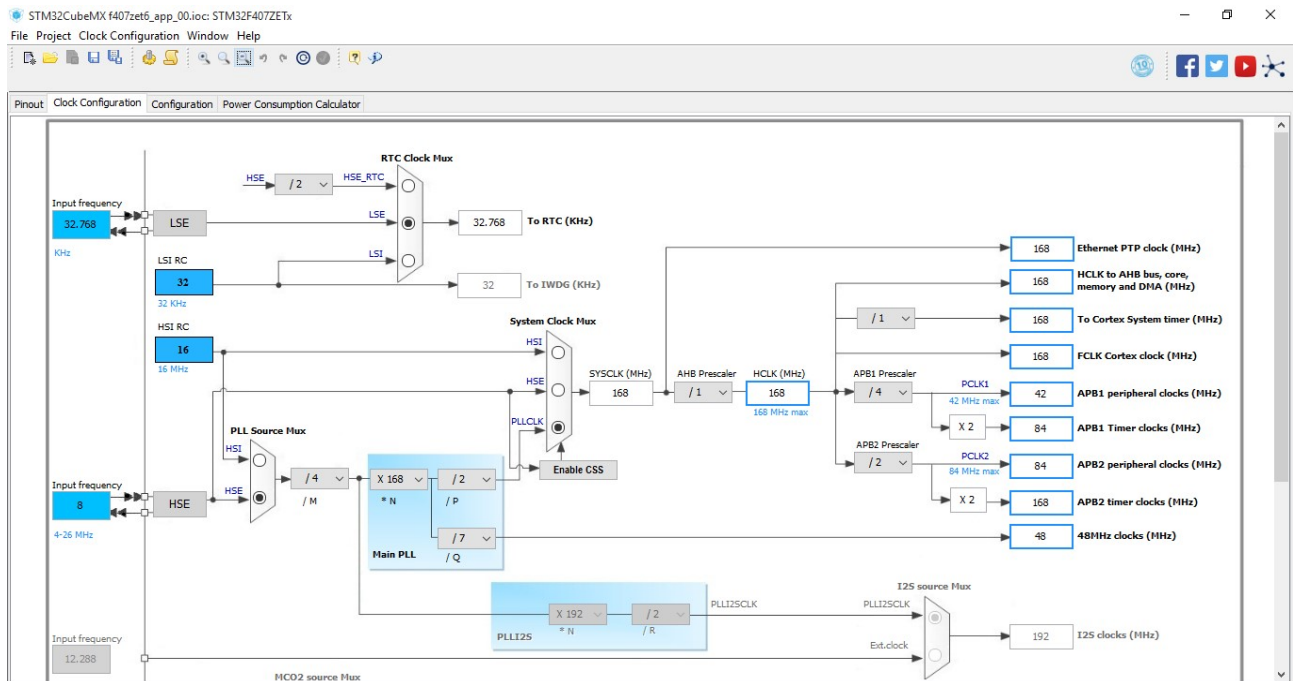 STM32CubeMX f407zet6_app_00.ioc: STM32F407ZETx
File Project Clock Configuration Window Help
Pinout Clock Configuration Configuration Power Consumption Calculator
RTC Clock Mux
HSE
/ 2
HSE_RTC
Input frequency
32.768
KHz
LSE
LSE
32.768
To RTC (KHz)
LSI RC
32
32 KHz
LSI
32
To IWDG (KHz)
HSI RC
16
16 MHz
System Clock Mux
HSI
HSE
PLLCLK
Enable CSS
SYSCLK (MHz)
168
AHB Prescaler
/ 1
HCLK (MHz)
168
168 MHz max
168
Ethernet PTP clock (MHz)
168
HCLK to AHB bus, core,
memory and DMA (MHz)
/ 1
168
To Cortex System timer (MHz)
168
FCLK Cortex clock (MHz)
APB1 Prescaler
/ 4
PCLK1
42 MHz max
42
APB1 peripheral clocks (MHz)
X 2
84
APB1 Timer clocks (MHz)
APB2 Prescaler
/ 2
PCLK2
84 MHz max
84
APB2 peripheral clocks (MHz)
X 2
168
APB2 timer clocks (MHz)
48
48MHz clocks (MHz)
PLL Source Mux
HSI
HSE
Input frequency
8
4-26 MHz
HSE
/ 4
/ M
X 168
* N
/ 2
/ P
/ 7
/ Q
Main PLL
X 192
* N
/ 2
/ R
PLLI2S
PLLI2SCLK
I2S source Mux
PLLI2SCLK
Ext.clock
192
I2S clocks (MHz)
Input frequency
12.288
MCO2 source Mux